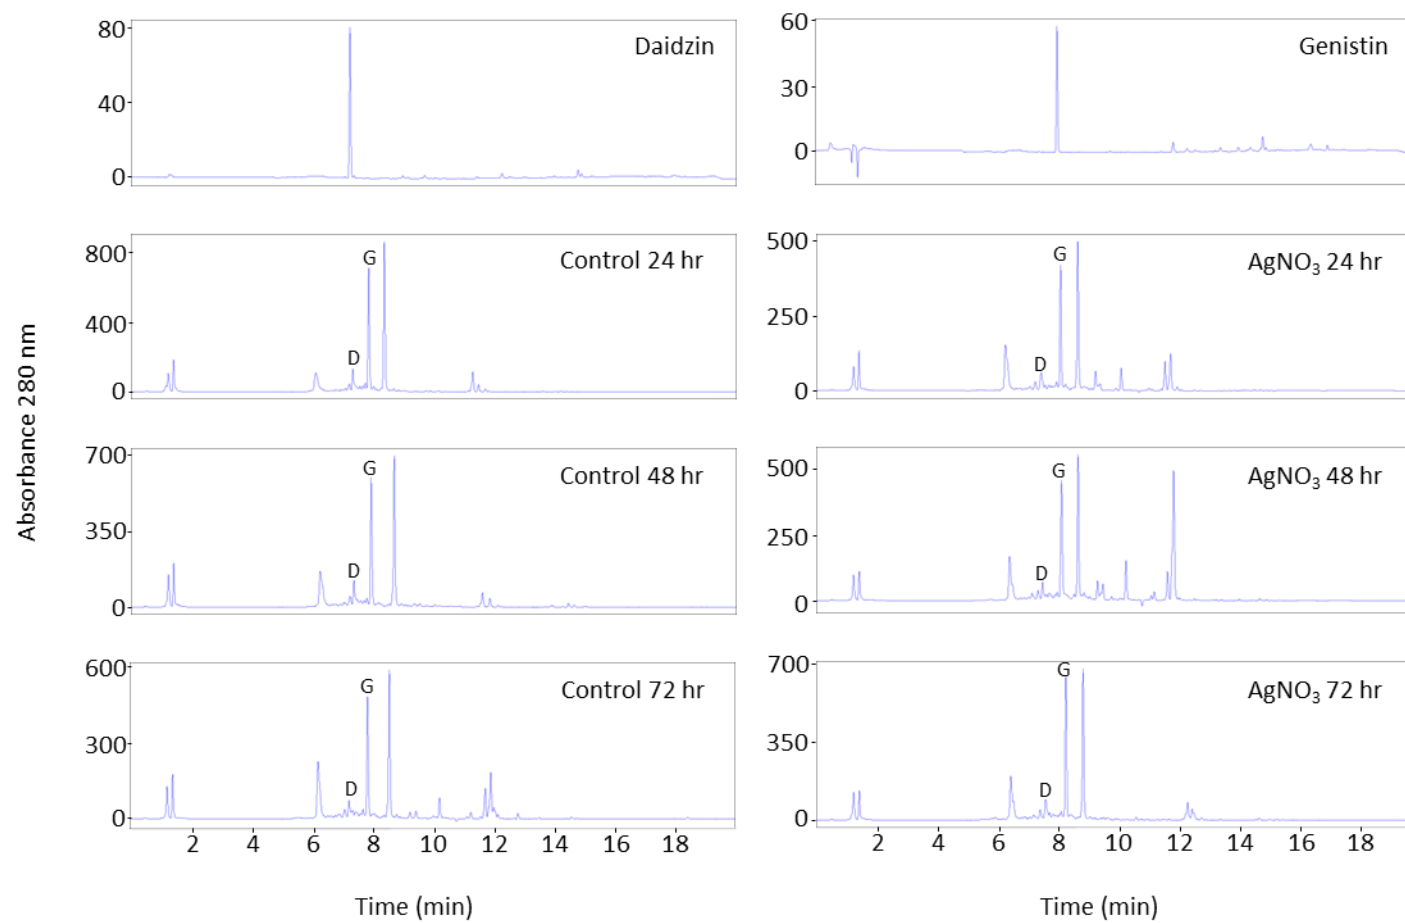 Absorbance 280 nm
80
40
0
Daidzin
60
30
0
Genistin
800
400
0
D
G
Control 24 hr
500
250
0
D
G
AgNO₃ 24 hr
700
350
0
D
G
Control 48 hr
500
250
0
D
G
AgNO₃ 48 hr
600
300
0
D
G
Control 72 hr
2 4 6 8 10 12 14 16 18
Time (min)
700
350
0
D
G
AgNO₃ 72 hr
2 4 6 8 10 12 14 16 18
Time (min)